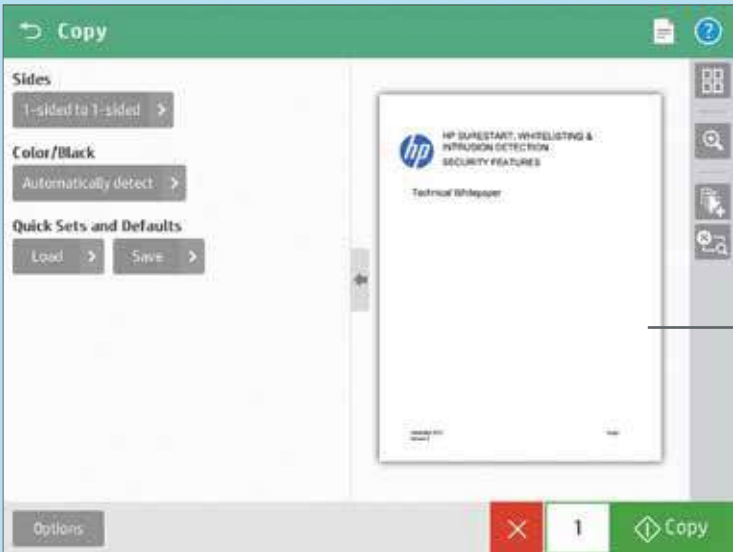 Copy
?
Sides
1-sided to 1-sided
Color/Black
Automatically detect
Quick Sets and Defaults
Load
Save
hp
HP SURESTART, WHITELISTING &
INTRUSION DETECTION
SECURITY FEATURES
Technical Whitepaper
Options
1
Copy